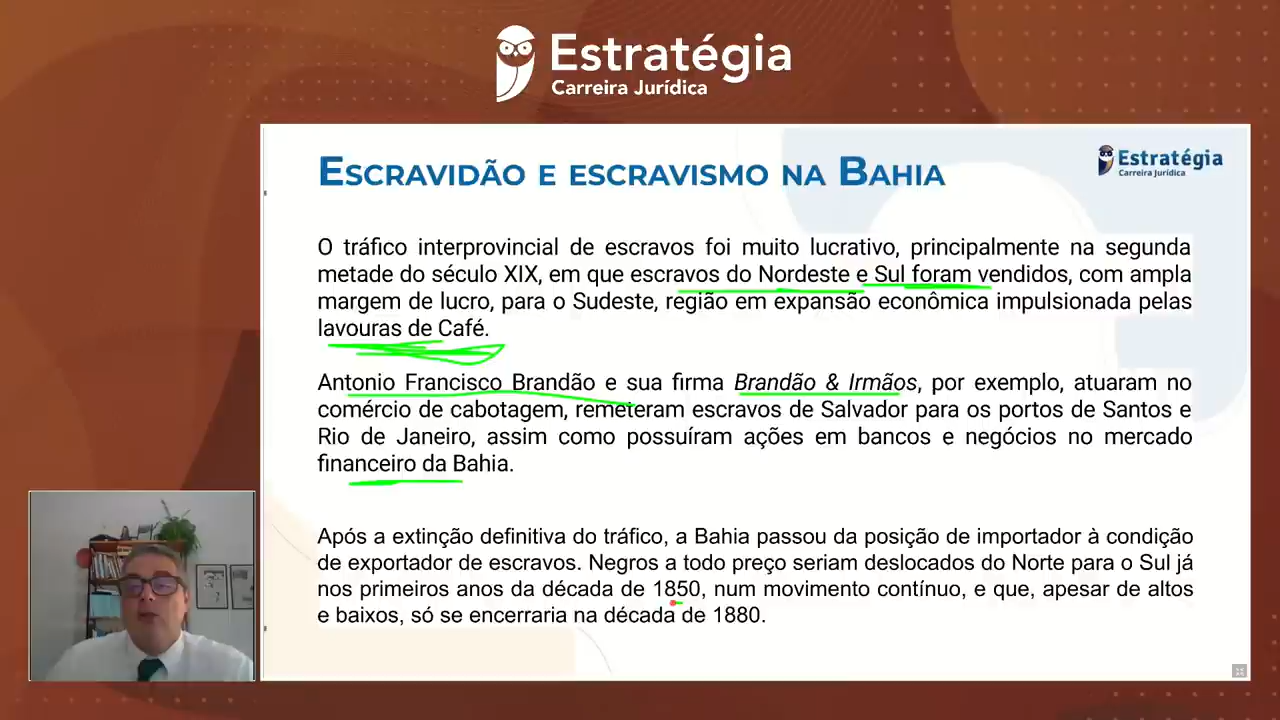 Estratégia
Carreira Jurídica
Escravidão e escravismo na Bahia
Estratégia
Carreira Jurídica
O tráfico interprovincial de escravos foi muito lucrativo, principalmente na segunda
metade do século XIX, em que escravos do Nordeste e Sul foram vendidos, com ampla
margem de lucro, para o Sudeste, região em expansão econômica impulsionada pelas
lavouras de Café.
Antonio Francisco Brandão e sua firma Brandão & Irmãos, por exemplo, atuaram no
comércio de cabotagem, remeteram escravos de Salvador para os portos de Santos e
Rio de Janeiro, assim como possuíram ações em bancos e negócios no mercado
financeiro da Bahia.
Após a extinção definitiva do tráfico, a Bahia passou da posição de importador à condição
de exportador de escravos. Negros a todo preço seriam deslocados do Norte para o Sul já
nos primeiros anos da década de 1850, num movimento contínuo, e que, apesar de altos
e baixos, só se encerraria na década de 1880.